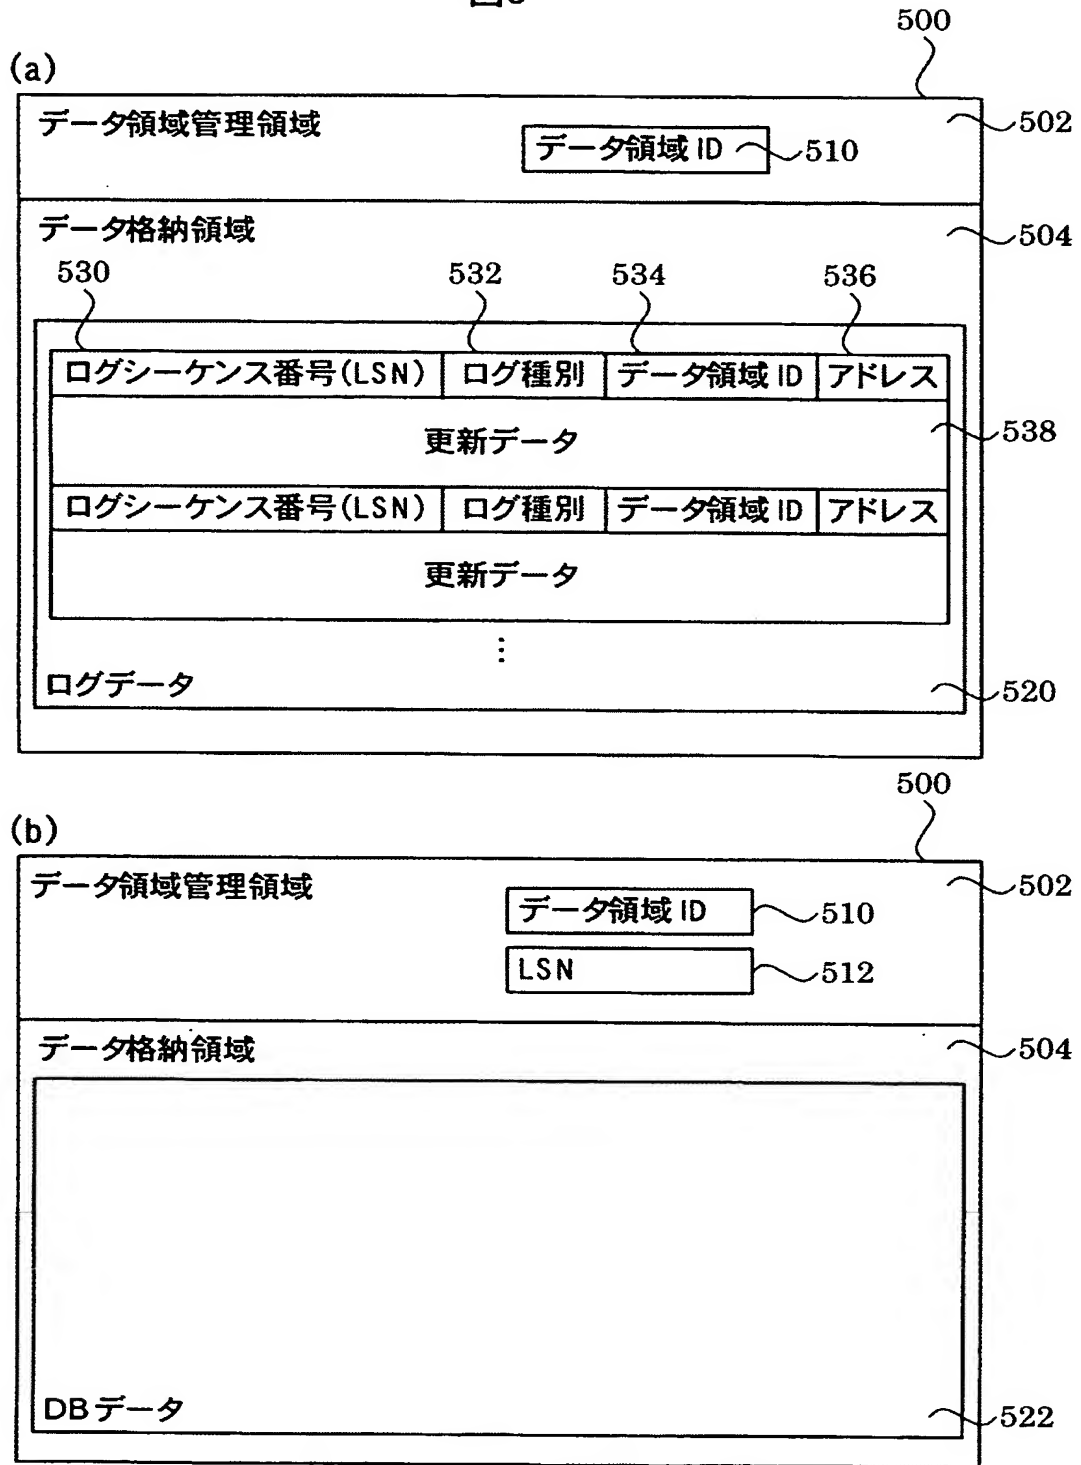 500
(a)
データ領域管理領域
502
データ領域 ID
510
データ格納領域
504
530
532
534
536
ログシーケンス番号(LSN)
ログ種別
データ領域 ID
アドレス
更新データ
538
ログシーケンス番号(LSN)
ログ種別
データ領域 ID
アドレス
更新データ
⋮
ログデータ
520
500
(b)
データ領域管理領域
502
データ領域 ID
510
LSN
512
データ格納領域
504
DBデータ
522